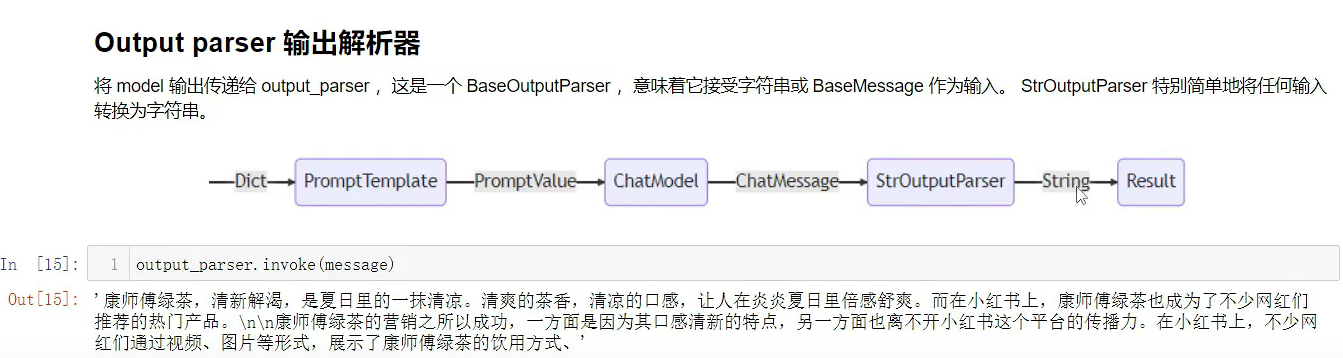 Output parser 输出解析器
将 model 输出传递给 output_parser ，这是一个 BaseOutputParser ，意味着它接受字符串或 BaseMessage 作为输入。 StrOutputParser 特别简单地将任何输入
转换为字符串。
Dict PromptTemplate PromptValue ChatModel ChatMessage StrOutputParser String Result
In [15]: 1 output_parser.invoke(message)
Out[15]: '康师傅绿茶，清新解渴，是夏日里的一抹清凉。清爽的茶香，清凉的口感，让人在炎炎夏日里倍感舒爽。而在小红书上，康师傅绿茶也成为了不少网红们
推荐的热门产品。\n\n康师傅绿茶的营销之所以成功，一方面是因为其口感清新的特点，另一方面也离不开小红书这个平台的传播力。在小红书上，不少网
红们通过视频、图片等形式，展示了康师傅绿茶的饮用方式、'